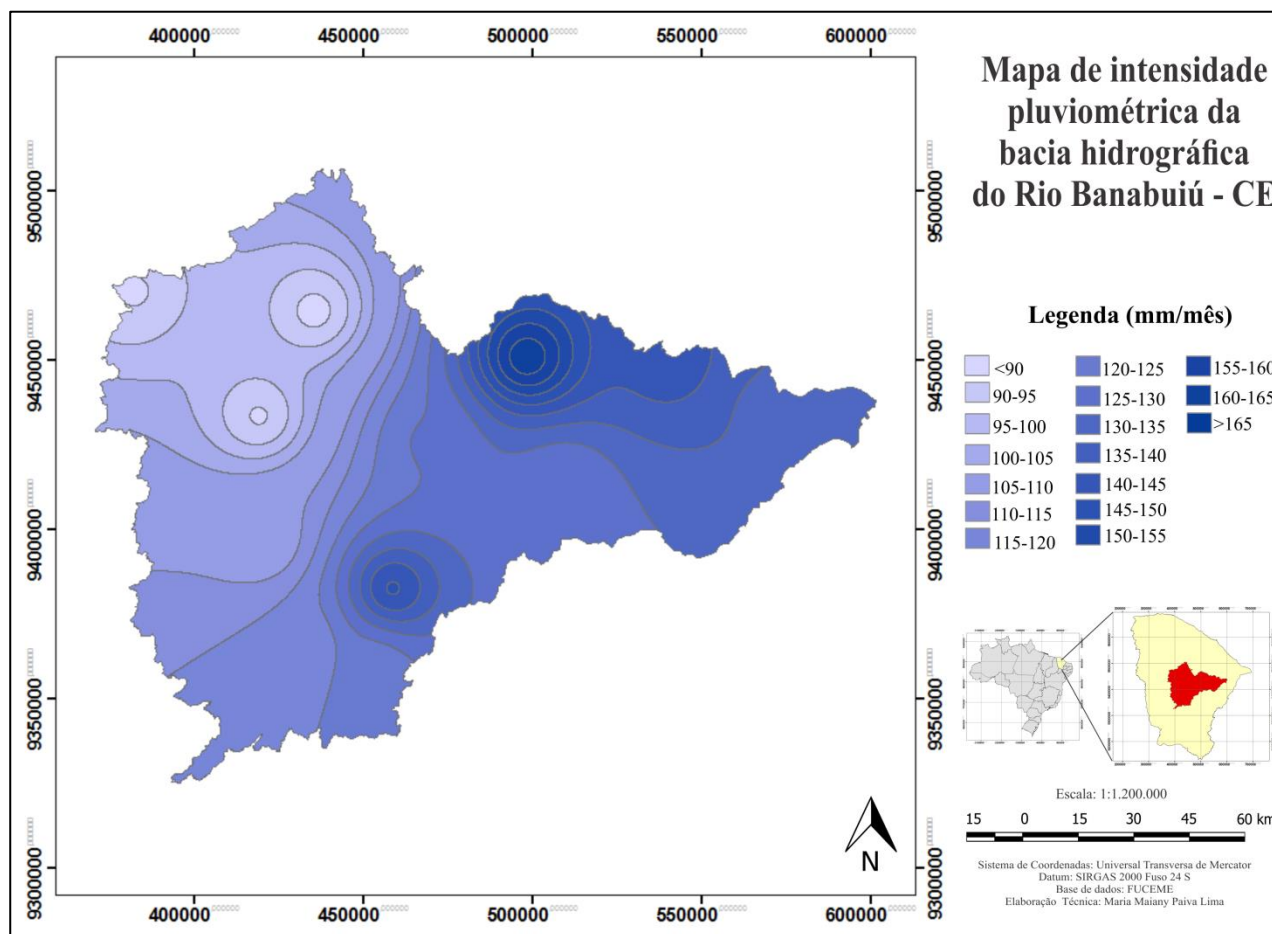 400000 450000 500000 550000 600000
9500000 9500000
9450000 9450000
9400000 9400000
9350000 9350000
9300000 9300000
400000 450000 500000 550000 600000
N
Mapa de intensidade
pluviométrica da
bacia hidrográfica
do Rio Banabuiú - CE
Legenda (mm/mês)
<90
90-95
95-100
100-105
105-110
110-115
115-120
120-125
125-130
130-135
135-140
140-145
145-150
150-155
155-160
160-165
>165
Escala: 1:1.200.000
15 0 15 30 45 60 km
Sistema de Coordenadas: Universal Transversa de Mercator
Datum: SIRGAS 2000 Fuso 24 S
Base de dados: FUCEME
Elaboração Técnica: Maria Maiany Paiva Lima